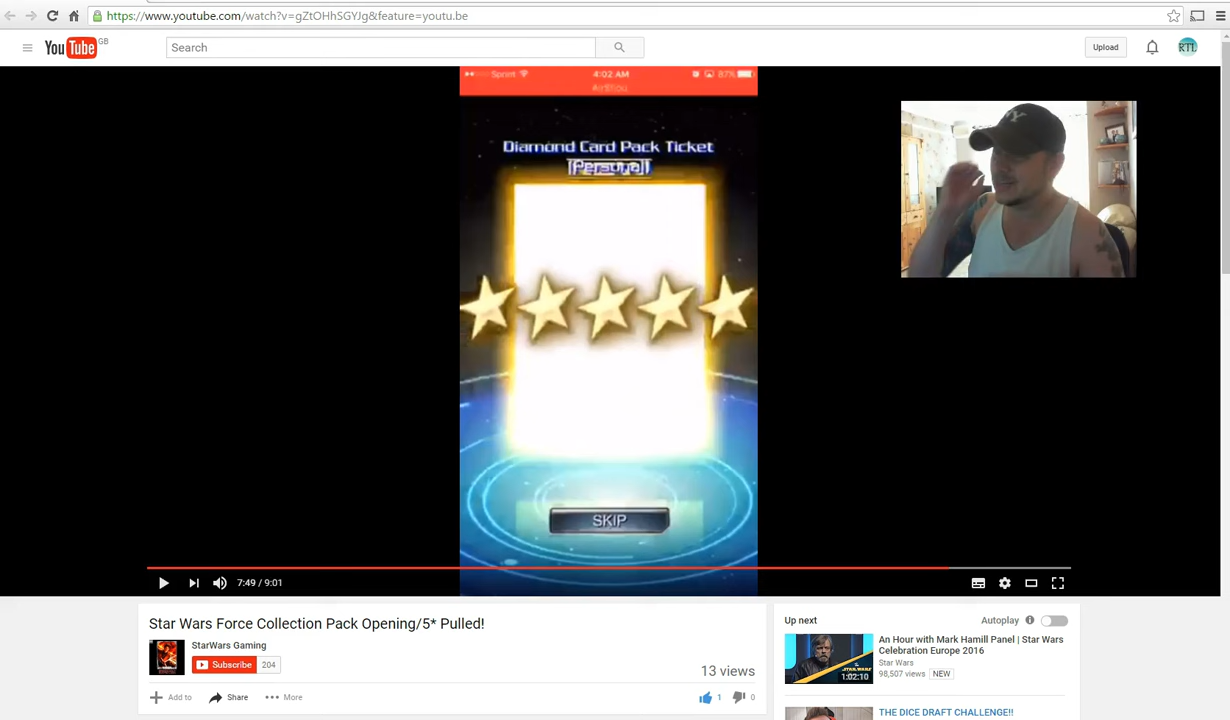 https://www.youtube.com/watch?v=gZtOHhSGYJg&feature=youtu.be
YouTube GB
Search
Upload
RTL
Sprint 4:02 AM 87%
Diamond Card Pack Ticket
[Personal]
SKIP
7:49 / 9:01
Star Wars Force Collection Pack Opening/5* Pulled!
StarWars Gaming
Subscribe 204
13 views
Add to Share More
1 0
Up next Autoplay
An Hour with Mark Hamill Panel | Star Wars
Celebration Europe 2016
Star Wars
98,507 views NEW
1:02:10
THE DICE DRAFT CHALLENGE!!